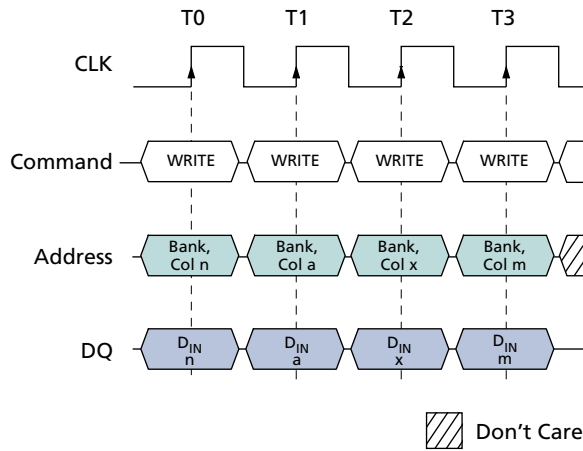 T0 T1 T2 T3
CLK
Command WRITE WRITE WRITE WRITE
Address Bank, Bank, Bank, Bank,
Col n Col a Col x Col m
DQ DIN DIN DIN DIN
n a x m
Don't Care